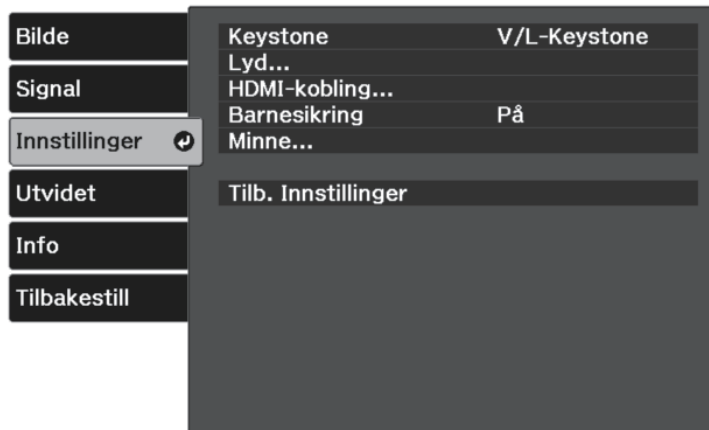 Bilde
Signal
Innstillinger
Utvidet
Info
Tilbakestill
Keystone V/L-Keystone
Lyd...
HDMI-kobling...
Barnesikring På
Minne...
Tilb. Innstillinger